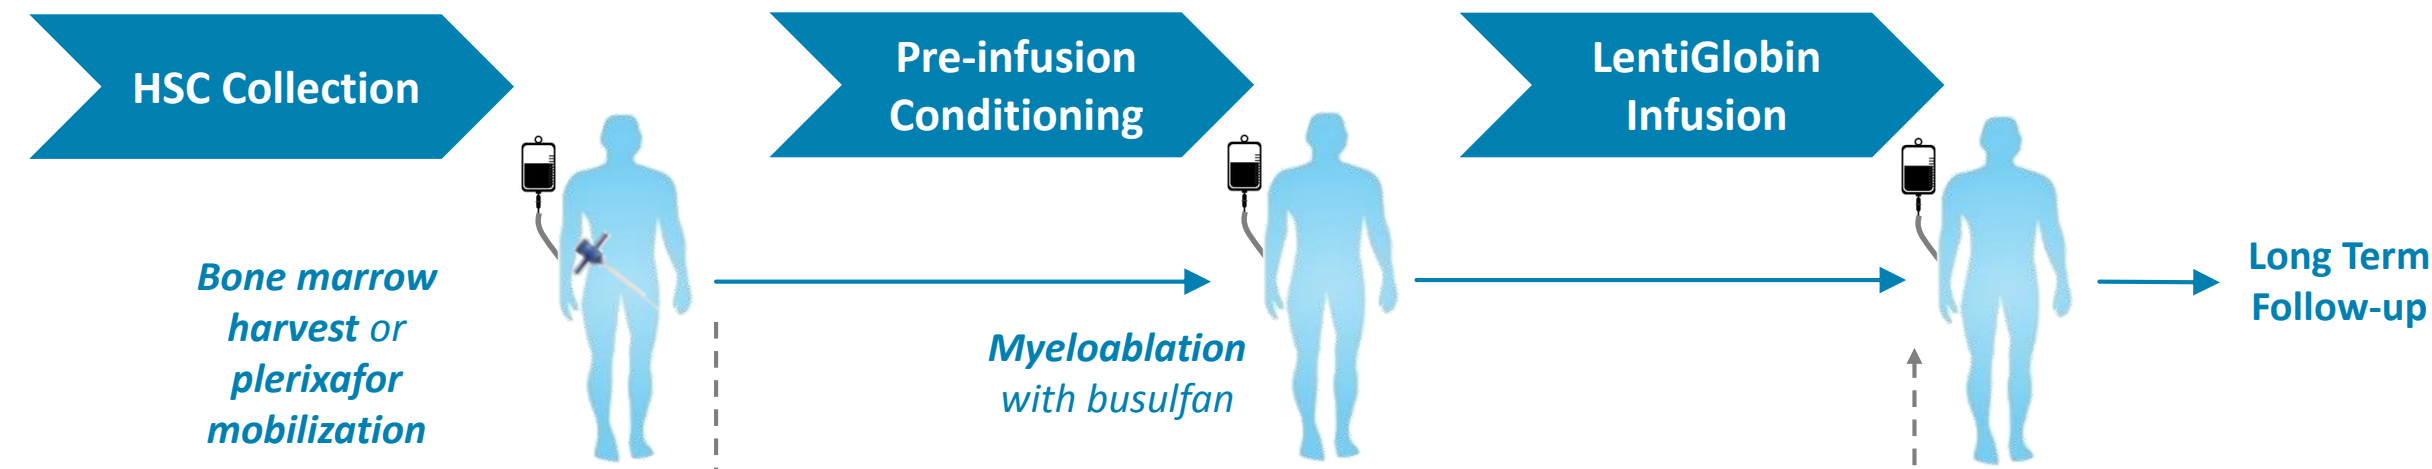 HSC Collection
Pre-infusion
Conditioning
LentiGlobin
Infusion
Bone marrow
harvest or
plerixafor
mobilization
Myeloablation
with busulfan
Long Term
Follow-up